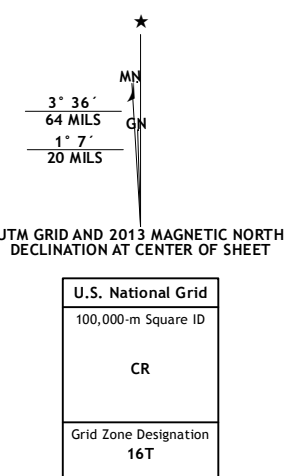 MN
3° 36´
64 MILS
GN
1° 7´
20 MILS
UTM GRID AND 2013 MAGNETIC NORTH
DECLINATION AT CENTER OF SHEET
U.S. National Grid
100,000-m Square ID
CR
Grid Zone Designation
16T